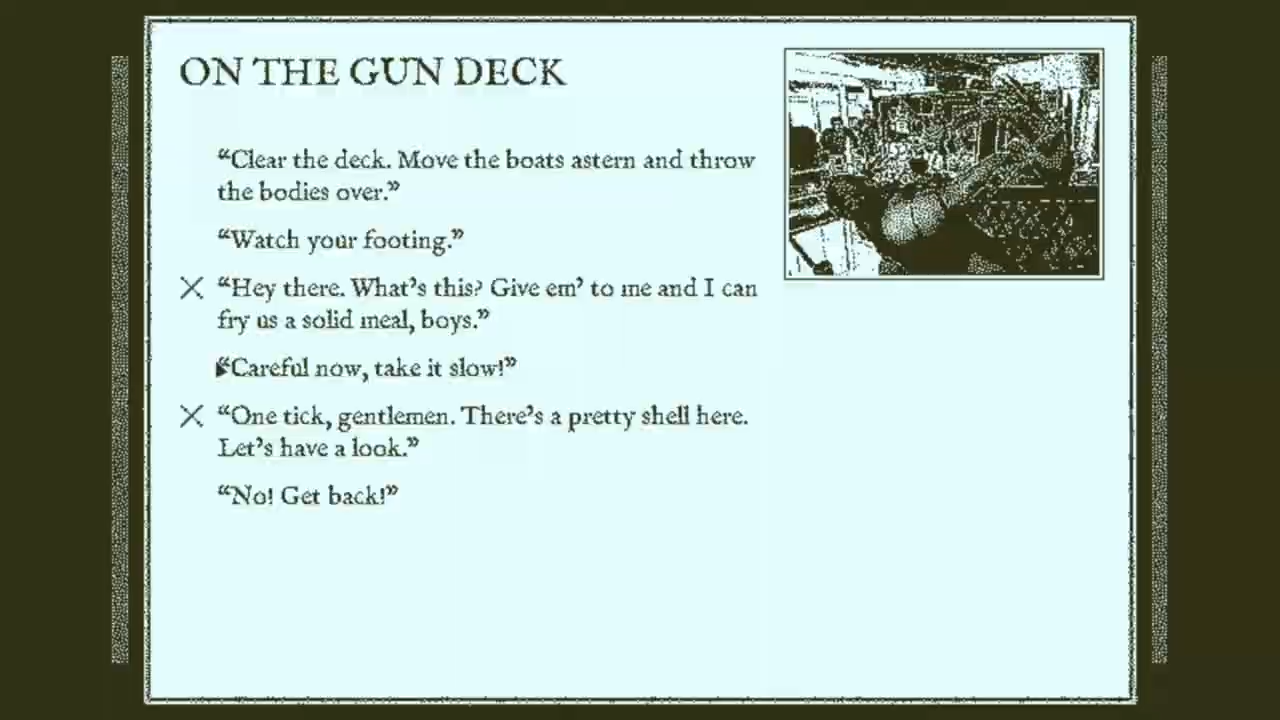 ON THE GUN DECK
“Clear the deck. Move the boats astern and throw
the bodies over.”
“Watch your footing.”
“Hey there. What’s this? Give em’ to me and I can
fry us a solid meal, boys.”
“Careful now, take it slow!”
“One tick, gentlemen. There’s a pretty shell here.
Let’s have a look.”
“No! Get back!”